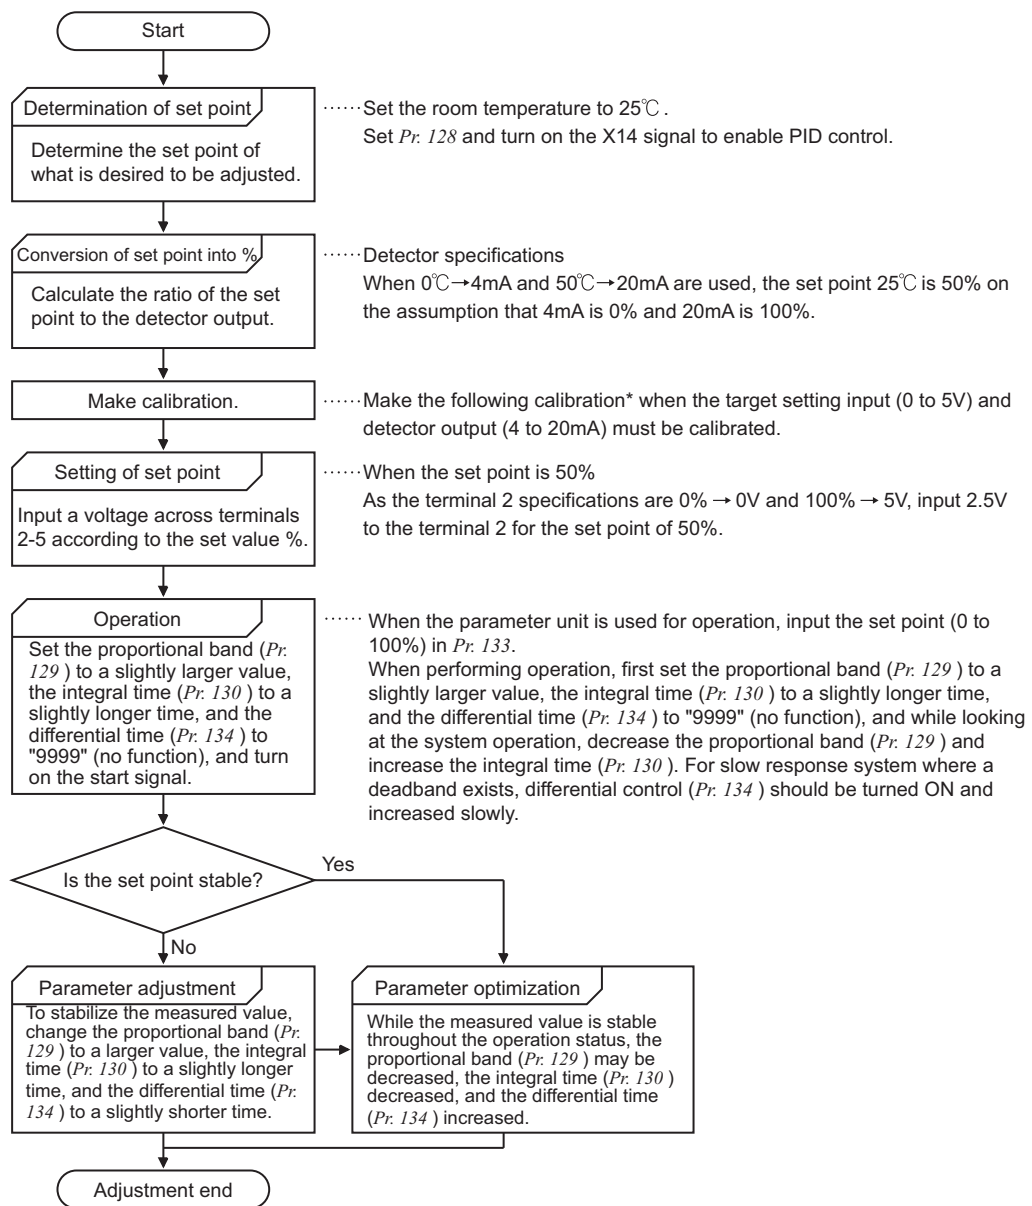 Start
Determination of set point
Determine the set point of
what is desired to be adjusted.
······Set the room temperature to 25℃ .
Set Pr. 128 and turn on the X14 signal to enable PID control.
Conversion of set point into %
Calculate the ratio of the set
point to the detector output.
······Detector specifications
When 0℃→4mA and 50℃→20mA are used, the set point 25℃ is 50% on
the assumption that 4mA is 0% and 20mA is 100%.
Make calibration.
······Make the following calibration* when the target setting input (0 to 5V) and
detector output (4 to 20mA) must be calibrated.
Setting of set point
Input a voltage across terminals
2-5 according to the set value %.
······When the set point is 50%
As the terminal 2 specifications are 0% → 0V and 100% → 5V, input 2.5V
to the terminal 2 for the set point of 50%.
Operation
Set the proportional band (Pr.
129 ) to a slightly larger value,
the integral time (Pr. 130 ) to a
slightly longer time, and the
differential time (Pr. 134 ) to
"9999" (no function), and turn
on the start signal.
······ When the parameter unit is used for operation, input the set point (0 to
100%) in Pr. 133.
When performing operation, first set the proportional band (Pr. 129 ) to a
slightly larger value, the integral time (Pr. 130 ) to a slightly longer time,
and the differential time (Pr. 134 ) to "9999" (no function), and while looking
at the system operation, decrease the proportional band (Pr. 129 ) and
increase the integral time (Pr. 130 ). For slow response system where a
deadband exists, differential control (Pr. 134 ) should be turned ON and
increased slowly.
Is the set point stable?
Yes
No
Parameter adjustment
To stabilize the measured value,
change the proportional band (Pr.
129 ) to a larger value, the integral
time (Pr. 130 ) to a slightly longer
time, and the differential time (Pr.
134 ) to a slightly shorter time.
Parameter optimization
While the measured value is stable
throughout the operation status, the
proportional band (Pr. 129 ) may be
decreased, the integral time (Pr. 130 )
decreased, and the differential time
(Pr. 134 ) increased.
Adjustment end